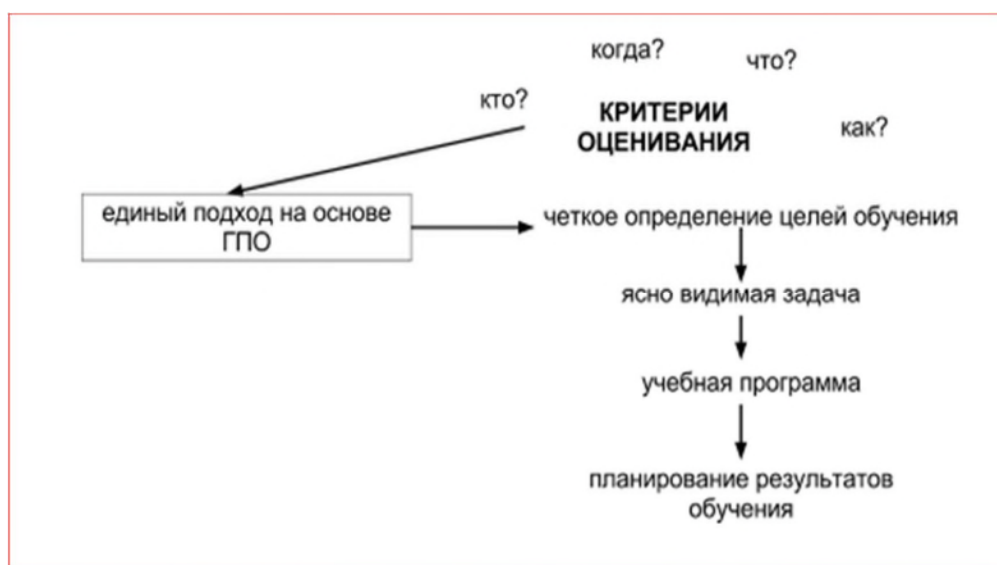 когда?
что?
кто?
КРИТЕРИИ
ОЦЕНИВАНИЯ
как?
единый подход на основе
ГПО
четкое определение целей обучения
ясно видимая задача
учебная программа
планирование результатов
обучения